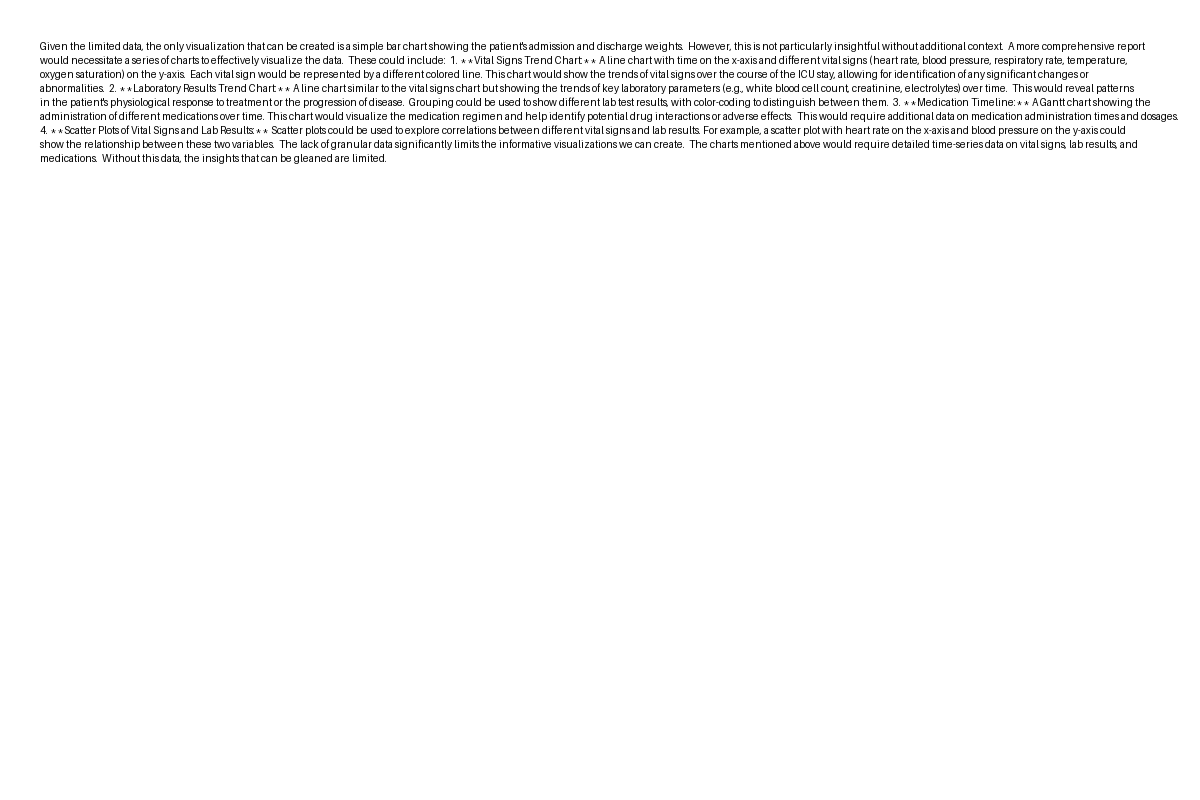 Given the limited data, the only visualization that can be created is a simple bar chart showing the patient's admission and discharge weights.  However, this is not particularly insightful without additional context.  A more comprehensive report
would necessitate a series of charts to effectively visualize the data.  These could include:  1. **Vital Signs Trend Chart:** A line chart with time on the x-axis and different vital signs (heart rate, blood pressure, respiratory rate, temperature,
oxygen saturation) on the y-axis.  Each vital sign would be represented by a different colored line. This chart would show the trends of vital signs over the course of the ICU stay, allowing for identification of any significant changes or
abnormalities.  2. **Laboratory Results Trend Chart:** A line chart similar to the vital signs chart but showing the trends of key laboratory parameters (e.g., white blood cell count, creatinine, electrolytes) over time.  This would reveal patterns
in the patient's physiological response to treatment or the progression of disease.  Grouping could be used to show different lab test results, with color-coding to distinguish between them.  3. **Medication Timeline:** A Gantt chart showing the
administration of different medications over time. This chart would visualize the medication regimen and help identify potential drug interactions or adverse effects.  This would require additional data on medication administration times and dosages.
4. **Scatter Plots of Vital Signs and Lab Results:** Scatter plots could be used to explore correlations between different vital signs and lab results. For example, a scatter plot with heart rate on the x-axis and blood pressure on the y-axis could
show the relationship between these two variables.  The lack of granular data significantly limits the informative visualizations we can create.  The charts mentioned above would require detailed time-series data on vital signs, lab results, and
medications.  Without this data, the insights that can be gleaned are limited.